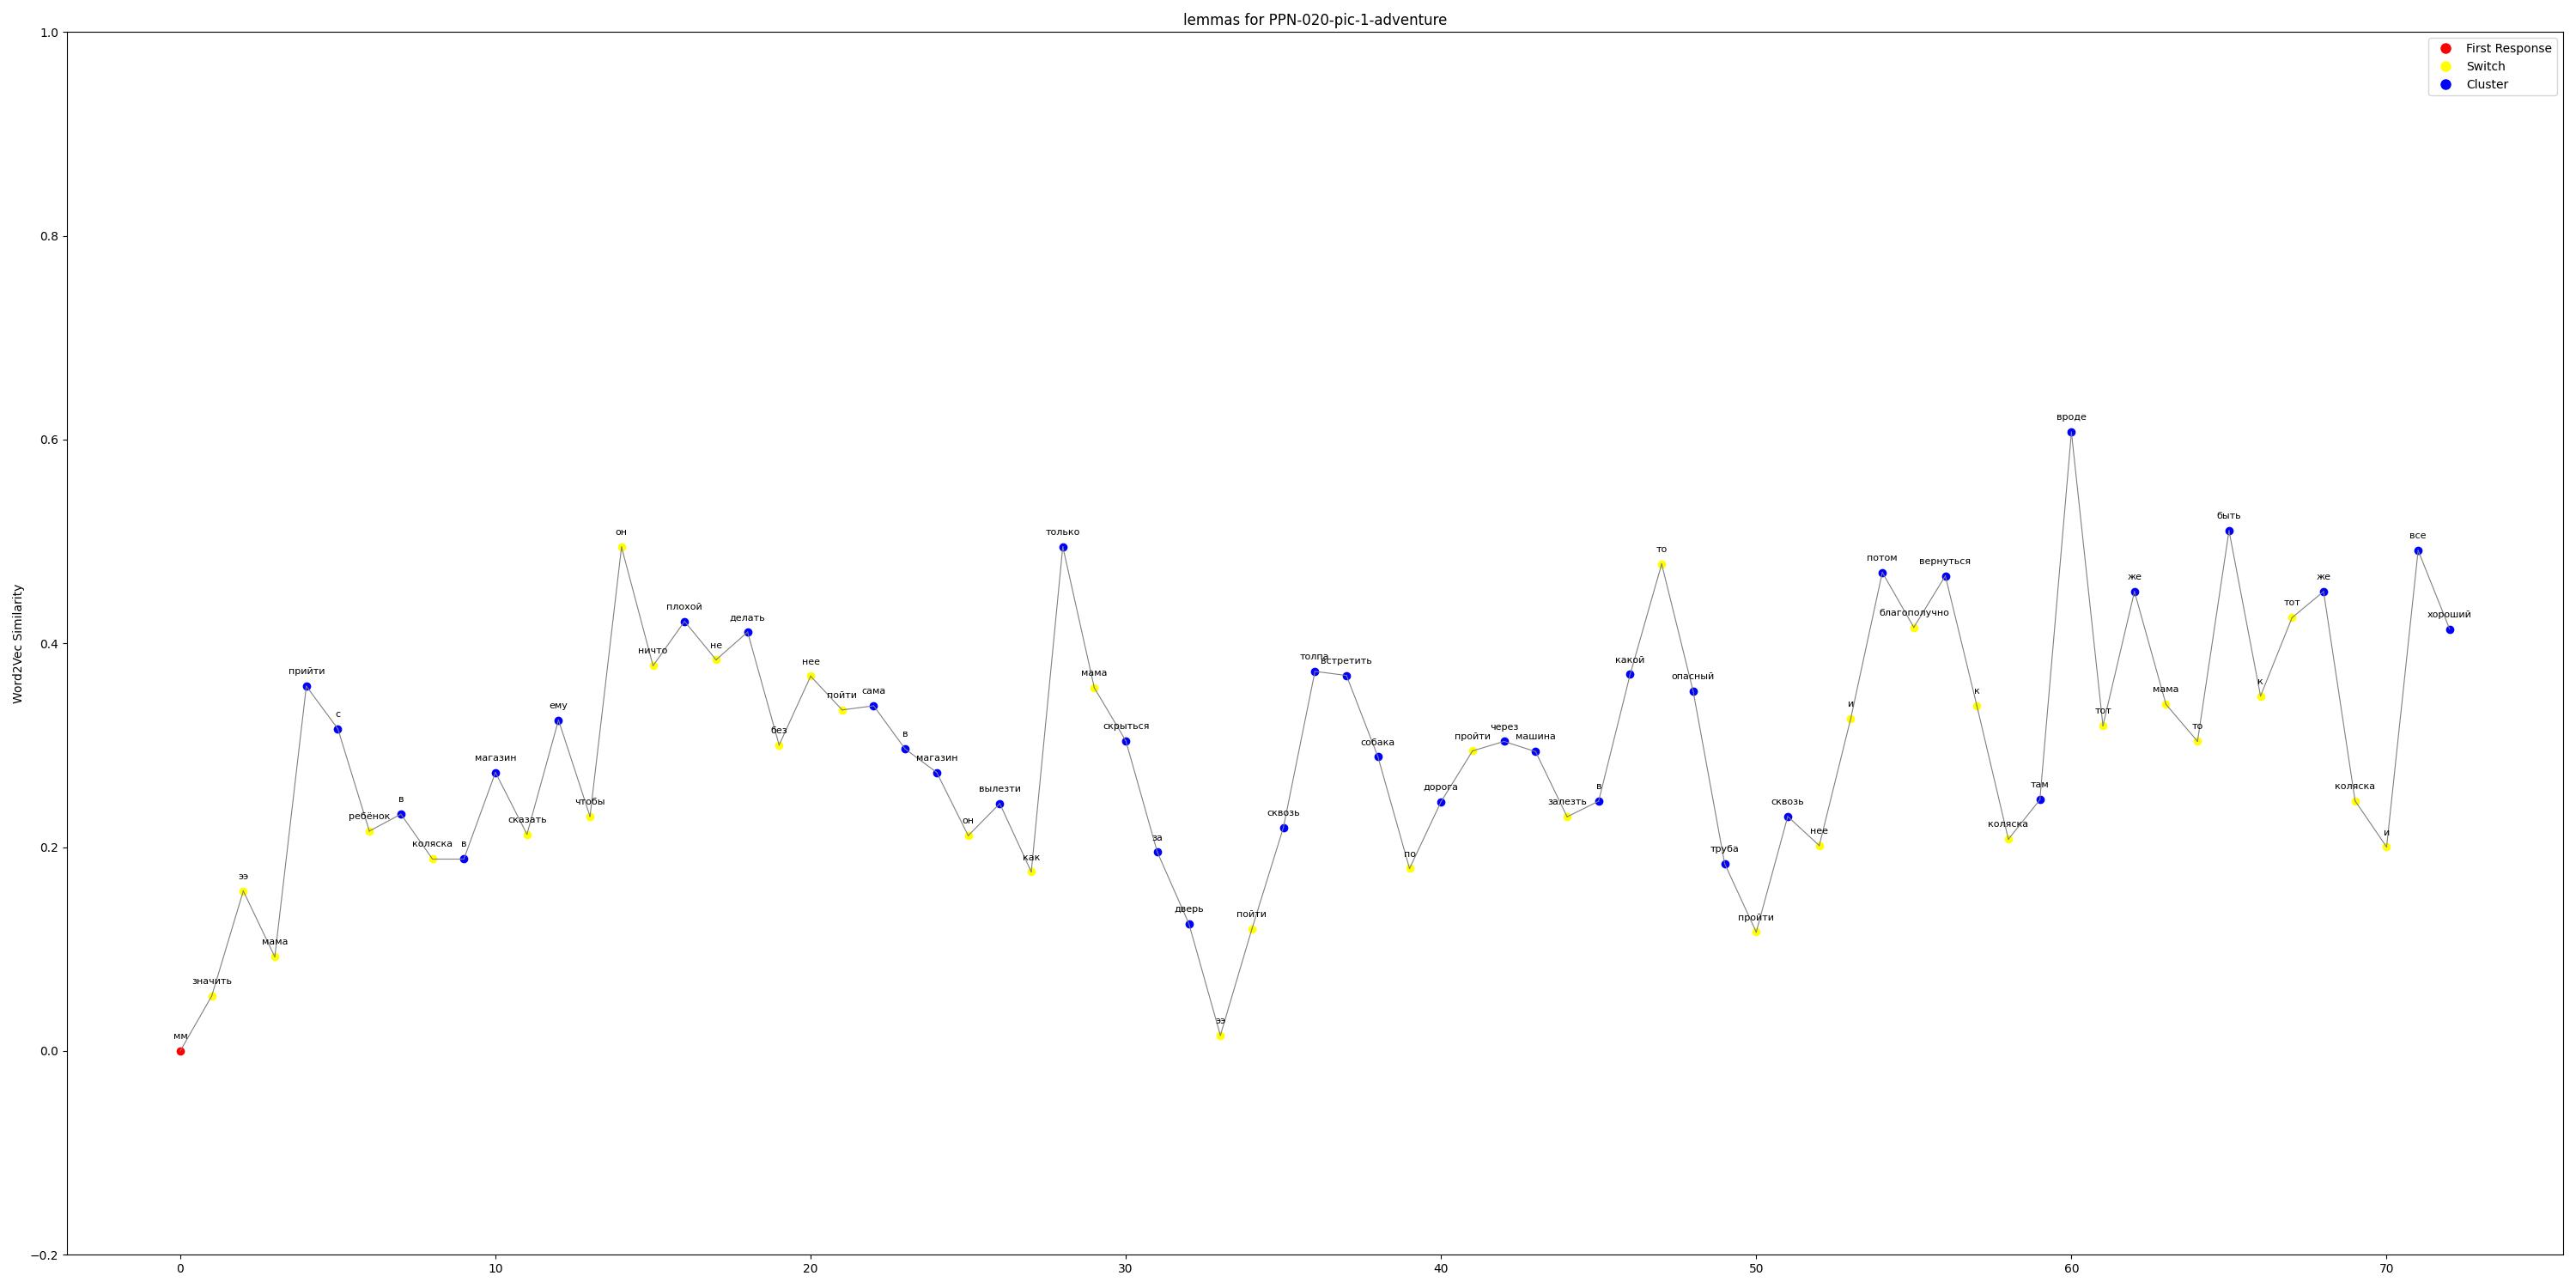 lemmas for PPN-020-pic-1-adventure
1.0
0.8
0.6
0.4
0.2
0.0
−0.2
Word2Vec Similarity
First Response
Switch
Cluster
мм
значить
ээ
мама
прийти
с
ребёнок
в
коляска
в
магазин
сказать
ему
чтобы
он
ничто
плохой
не
делать
без
нее
пойти
сама
в
магазин
он
вылезти
как
только
мама
скрыться
за
дверь
ээ
пойти
сквозь
толпа
встретить
собака
по
дорога
пройти
через
машина
залезть
в
какой
то
опасный
труба
пройти
сквозь
нее
и
потом
благополучно
вернуться
к
коляска
там
вроде
тот
же
мама
то
быть
к
тот
же
коляска
и
все
хороший
0
10
20
30
40
50
60
70